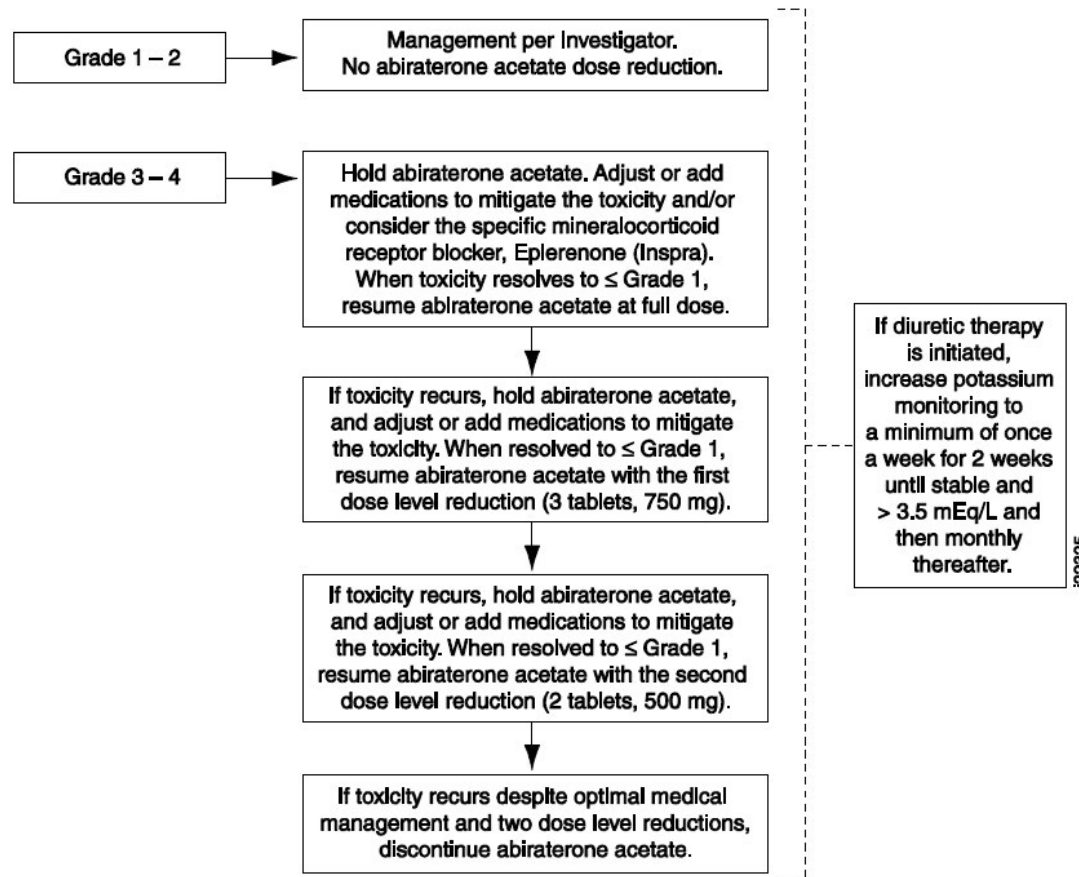 Grade 1 – 2
Management per Investigator.
No abiraterone acetate dose reduction.
Grade 3 – 4
Hold abiraterone acetate. Adjust or add
medications to mitigate the toxicity and/or
consider the specific mineralocorticoid
receptor blocker, Eplerenone (Inspra).
When toxicity resolves to ≤ Grade 1,
resume abiraterone acetate at full dose.
If toxicity recurs, hold abiraterone acetate,
and adjust or add medications to mitigate
the toxicity. When resolved to ≤ Grade 1,
resume abiraterone acetate with the first
dose level reduction (3 tablets, 750 mg).
If toxicity recurs, hold abiraterone acetate,
and adjust or add medications to mitigate
the toxicity. When resolved to ≤ Grade 1,
resume abiraterone acetate with the second
dose level reduction (2 tablets, 500 mg).
If toxicity recurs despite optimal medical
management and two dose level reductions,
discontinue abiraterone acetate.
If diuretic therapy
is initiated,
increase potassium
monitoring to
a minimum of once
a week for 2 weeks
until stable and
> 3.5 mEq/L and
then monthly
thereafter.